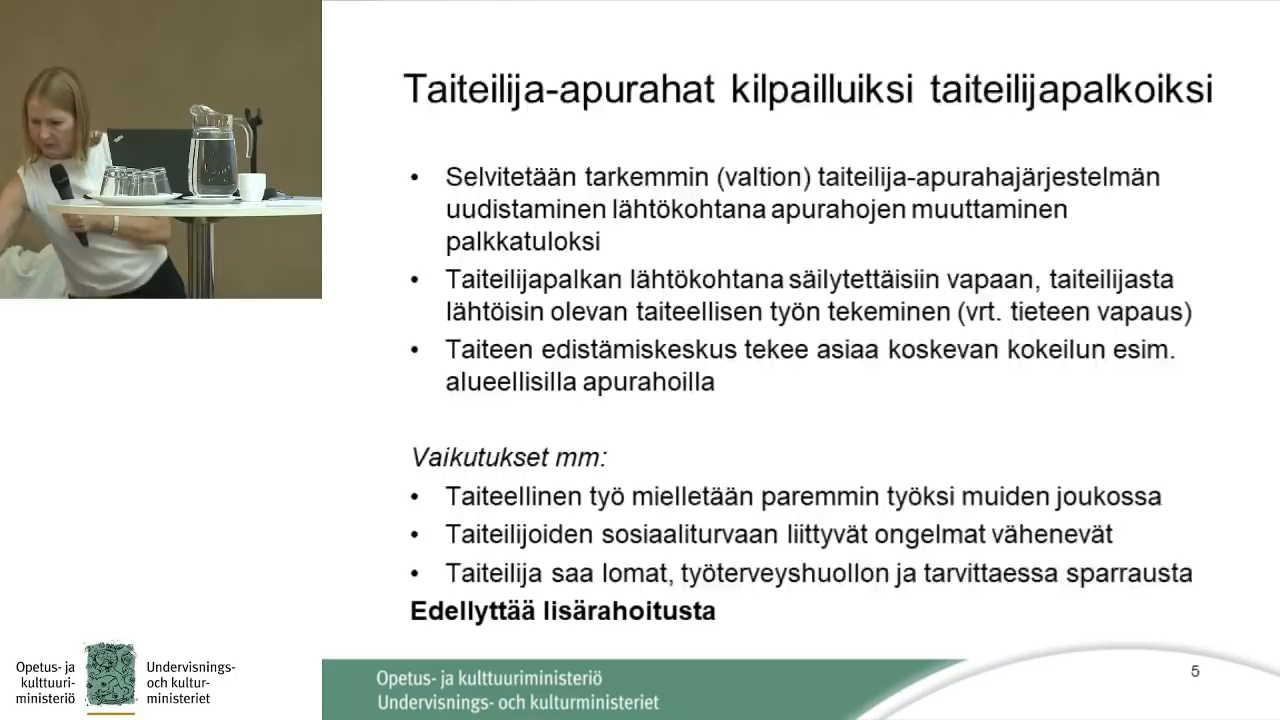 Taiteilija-apurahat kilpailluiksi taiteilijapalkoiksi
• Selvitetään tarkemmin (valtion) taiteilija-apurahajärjestelmän
uudistaminen lähtökohtana apurahojen muuttaminen
palkkatuloksi
• Taiteilijapalkan lähtökohtana säilytettäisiin vapaan, taiteilijasta
lähtöisin olevan taiteellisen työn tekeminen (vrt. tieteen vapaus)
• Taiteen edistämiskeskus tekee asiaa koskevan kokeilun esim.
alueellisilla apurahoilla
Vaikutukset mm:
• Taiteellinen työ mielletään paremmin työksi muiden joukossa
• Taiteilijoiden sosiaaliturvaan liittyvät ongelmat vähenevät
• Taiteilija saa lomat, työterveyshuollon ja tarvittaessa sparrausta
Edellyttää lisärahoitusta
Opetus- ja
kulttuuri-
ministeriö
Undervisnings-
och kultur-
ministeriet
Opetus- ja kulttuuriministeriö
Undervisnings- och kulturministeriet
5